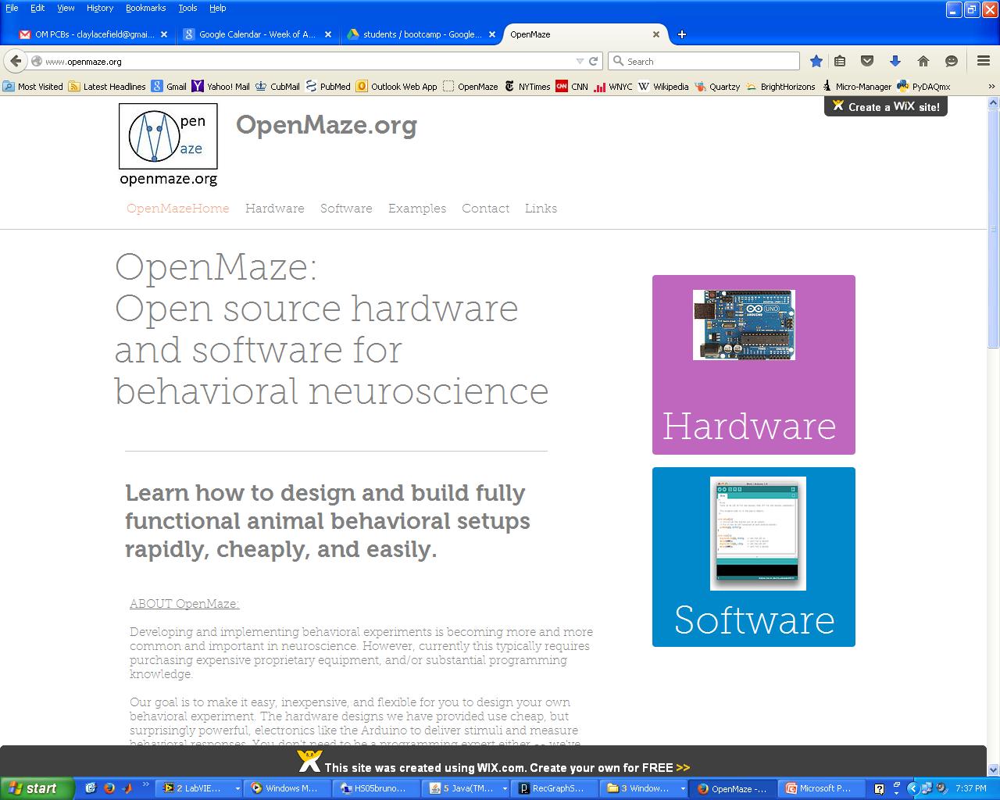 File Edit View History Bookmarks Tools Help
OM PCBs - claylacefield@gmai...
Google Calendar - Week of A...
students / bootcamp - Google...
OpenMaze
www.openmaze.org
Search
Most Visited Latest Headlines Gmail Yahoo! Mail CubMail PubMed Outlook Web App OpenMaze NYTimes CNN WNYC Wikipedia Quartzy BrightHorizons Micro-Manager PyDAQmx
Create a WiX site!
pen
aze
openmaze.org
OpenMaze.org
OpenMazeHome Hardware Software Examples Contact Links
OpenMaze:
Open source hardware
and software for
behavioral neuroscience
UNO
ARDUINO
Hardware
Learn how to design and build fully
functional animal behavioral setups
rapidly, cheaply, and easily.
Software
ABOUT OpenMaze:
Developing and implementing behavioral experiments is becoming more and more
common and important in neuroscience. However, currently this typically requires
purchasing expensive proprietary equipment, and/or substantial programming
knowledge.
Our goal is to make it easy, inexpensive, and flexible for you to design your own
behavioral experiment. The hardware designs we have provided use cheap, but
surprisingly powerful, electronics like the Arduino to deliver stimuli and measure
behavioral responses. You don't need to be a programming expert either -- we've
This site was created using WIX.com. Create your own for FREE >>
start
2 LabVIE...
Windows M...
HS05bruno...
5 Java(TM...
RecGraphS...
3 Window...
OpenMaze -...
Microsoft P...
7:37 PM